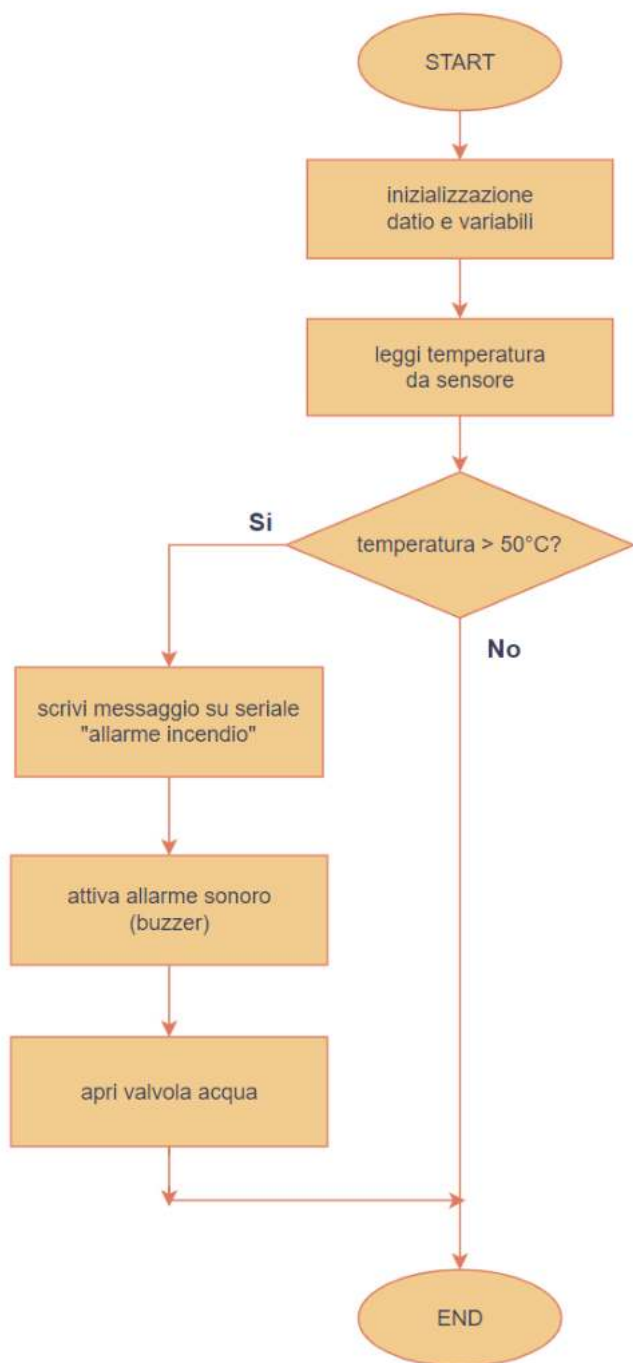 START
inizializzazione
datio e variabili
leggi temperatura
da sensore
temperatura > 50°C?
Si
No
scrivi messaggio su seriale
"allarme incendio"
attiva allarme sonoro
(buzzer)
apri valvola acqua
END